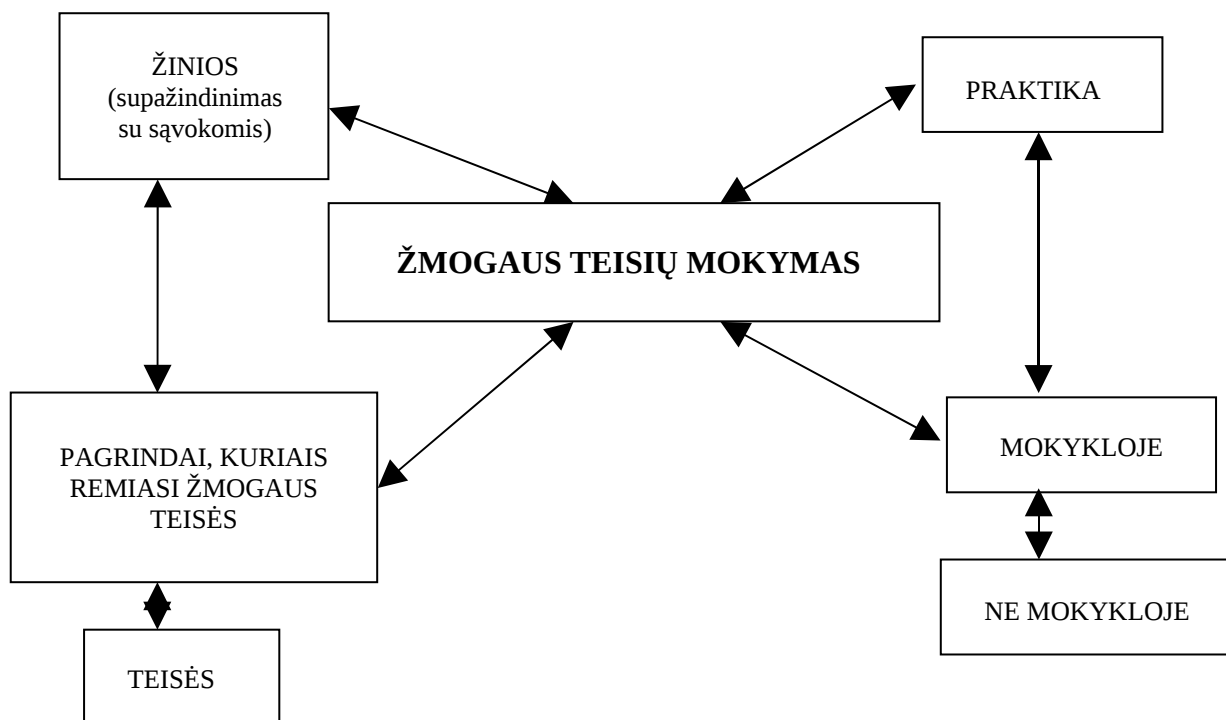 ŽINIOS
(supažindinimas
su sąvokomis)
PRAKTIKA
ŽMOGAUS TEISIŲ MOKYMAS
PAGRINDAI, KURIAIS
REMIASI ŽMOGAUS
TEISĖS
MOKYKLOJE
NE MOKYKLOJE
TEISĖS